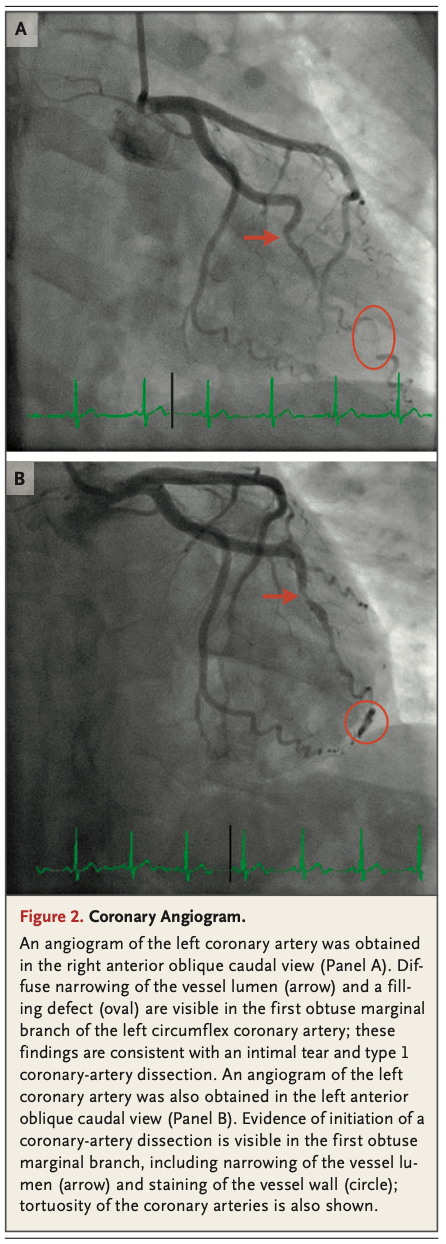 A
B
Figure 2. Coronary Angiogram.
An angiogram of the left coronary artery was obtained
in the right anterior oblique caudal view (Panel A). Dif-
fuse narrowing of the vessel lumen (arrow) and a fill-
ing defect (oval) are visible in the first obtuse marginal
branch of the left circumflex coronary artery; these
findings are consistent with an intimal tear and type 1
coronary-artery dissection. An angiogram of the left
coronary artery was also obtained in the left anterior
oblique caudal view (Panel B). Evidence of initiation of a
coronary-artery dissection is visible in the first obtuse
marginal branch, including narrowing of the vessel lu-
men (arrow) and staining of the vessel wall (circle);
tortuosity of the coronary arteries is also shown.